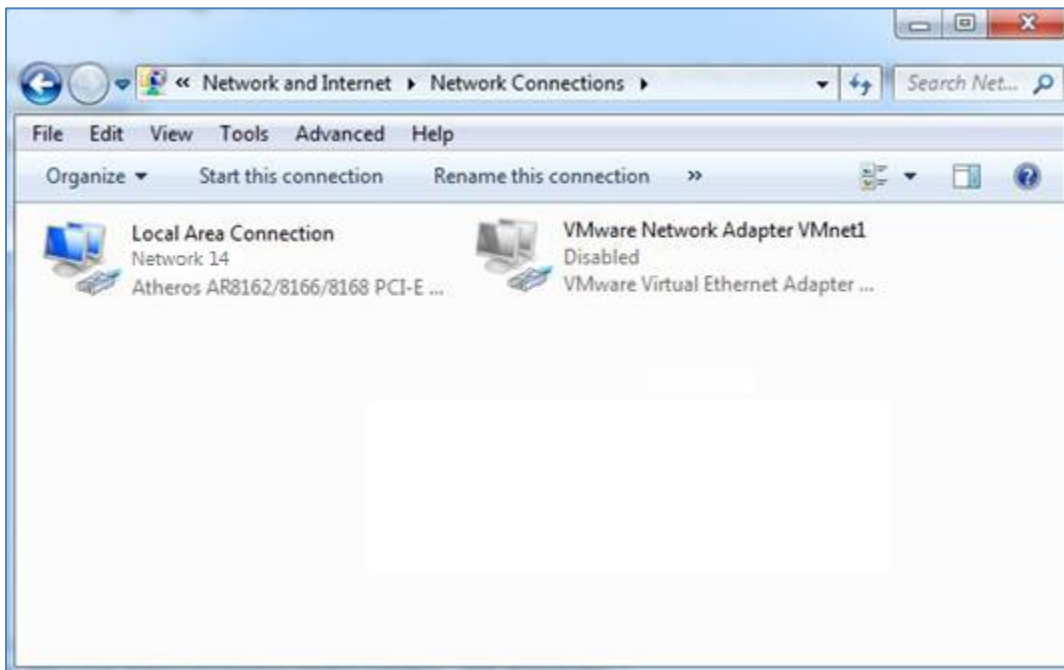 « Network and Internet ▸ Network Connections ▸ Search Net...
File Edit View Tools Advanced Help
Organize ▾ Start this connection Rename this connection »
Local Area Connection
Network 14
Atheros AR8162/8166/8168 PCI-E ...
VMware Network Adapter VMnet1
Disabled
VMware Virtual Ethernet Adapter ...